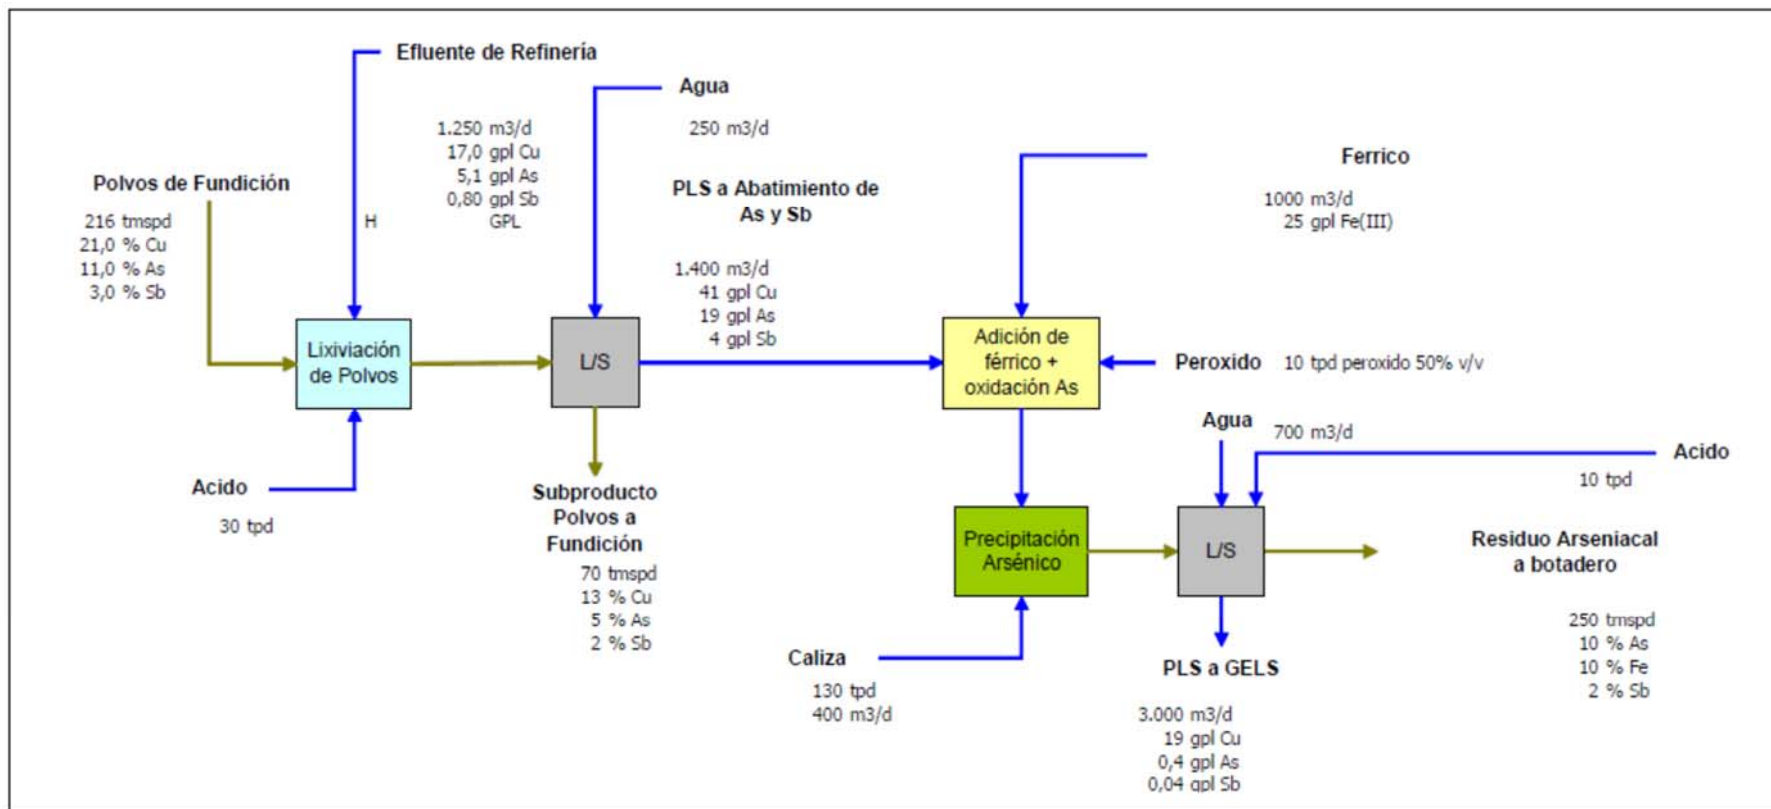 Efluente de Refinería
1.250 m3/d
17,0 gpl Cu
5,1 gpl As
0,80 gpl Sb
GPL
H
Agua
250 m3/d
Polvos de Fundición
216 tmspd
21,0 % Cu
11,0 % As
3,0 % Sb
PLS a Abatimiento de
As y Sb
1.400 m3/d
41 gpl Cu
19 gpl As
4 gpl Sb
Ferrico
1000 m3/d
25 gpl Fe(III)
Lixiviación
de Polvos
L/S
Adición de
férrico +
oxidación As
Peroxido
10 tpd peroxido 50% v/v
Acido
30 tpd
Subproducto
Polvos a
Fundición
70 tmspd
13 % Cu
5 % As
2 % Sb
Agua
700 m3/d
Acido
10 tpd
Precipitación
Arsénico
L/S
Residuo Arseniacal
a botadero
250 tmspd
10 % As
10 % Fe
2 % Sb
Caliza
130 tpd
400 m3/d
PLS a GELS
3.000 m3/d
19 gpl Cu
0,4 gpl As
0,04 gpl Sb